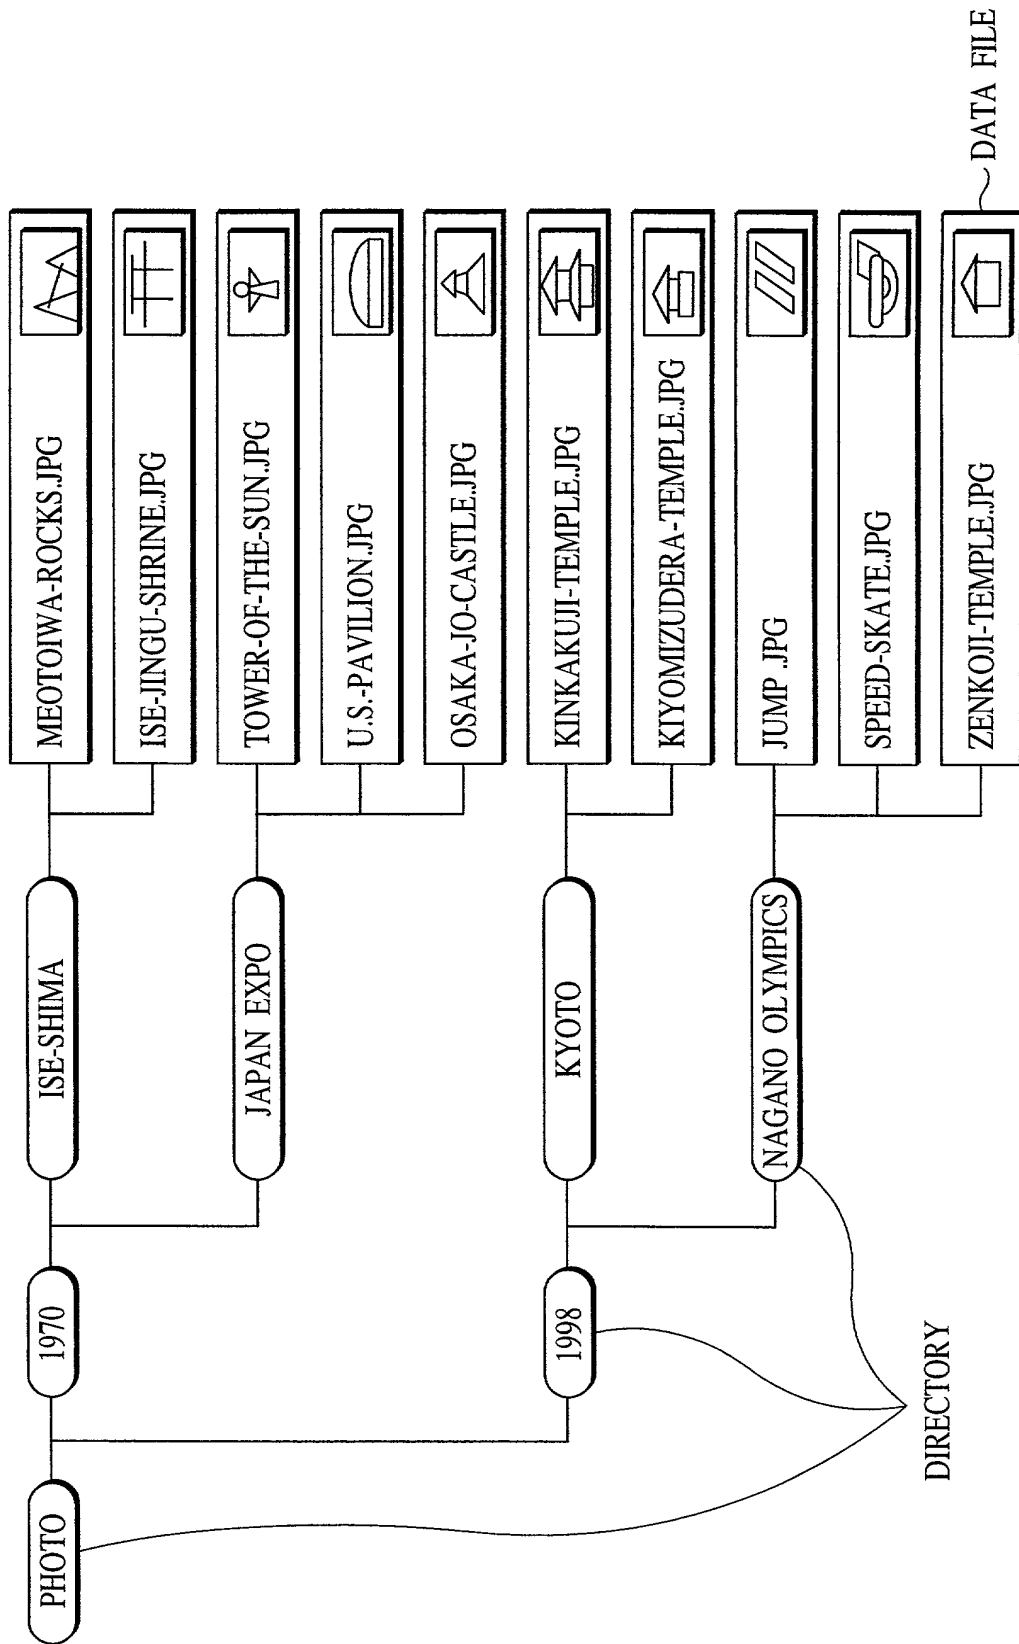 PHOTO
1970
ISE-SHIMA
MEOTOIWA-ROCKS.JPG
ISE-JINGU-SHRINE.JPG
JAPAN EXPO
TOWER-OF-THE-SUN.JPG
U.S.-PAVILION.JPG
OSAKA-JO-CASTLE.JPG
1998
KYOTO
KINKAKUJI-TEMPLE.JPG
KIYOMIZUDERA-TEMPLE.JPG
NAGANO OLYMPICS
JUMP .JPG
SPEED-SKATE.JPG
ZENKOJI-TEMPLE.JPG
DIRECTORY
DATA FILE